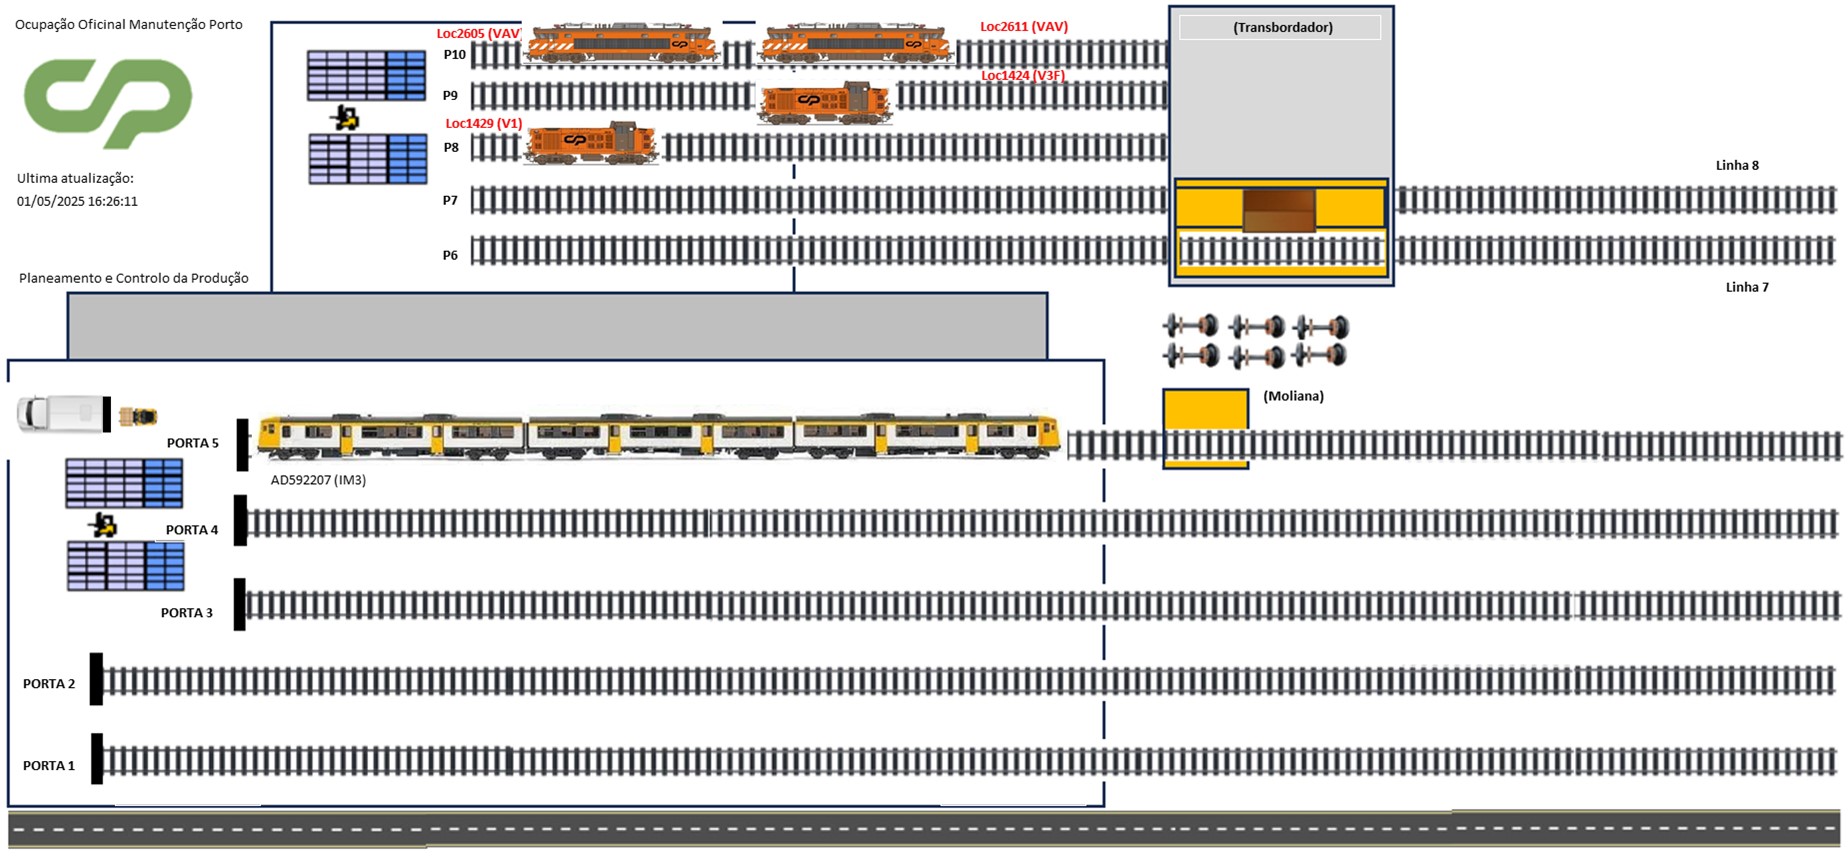 Ocupação Oficinal Manutenção Porto
Loc2605 (VAV)
Loc2611 (VAV)
(Transbordador)
P10
Loc1424 (V3F)
P9
Loc1429 (V1)
P8
Linha 8
Ultima atualização:
01/05/2025 16:26:11
P7
P6
Planeamento e Controlo da Produção
Linha 7
(Moliana)
PORTA 5
AD592207 (IM3)
PORTA 4
PORTA 3
PORTA 2
PORTA 1